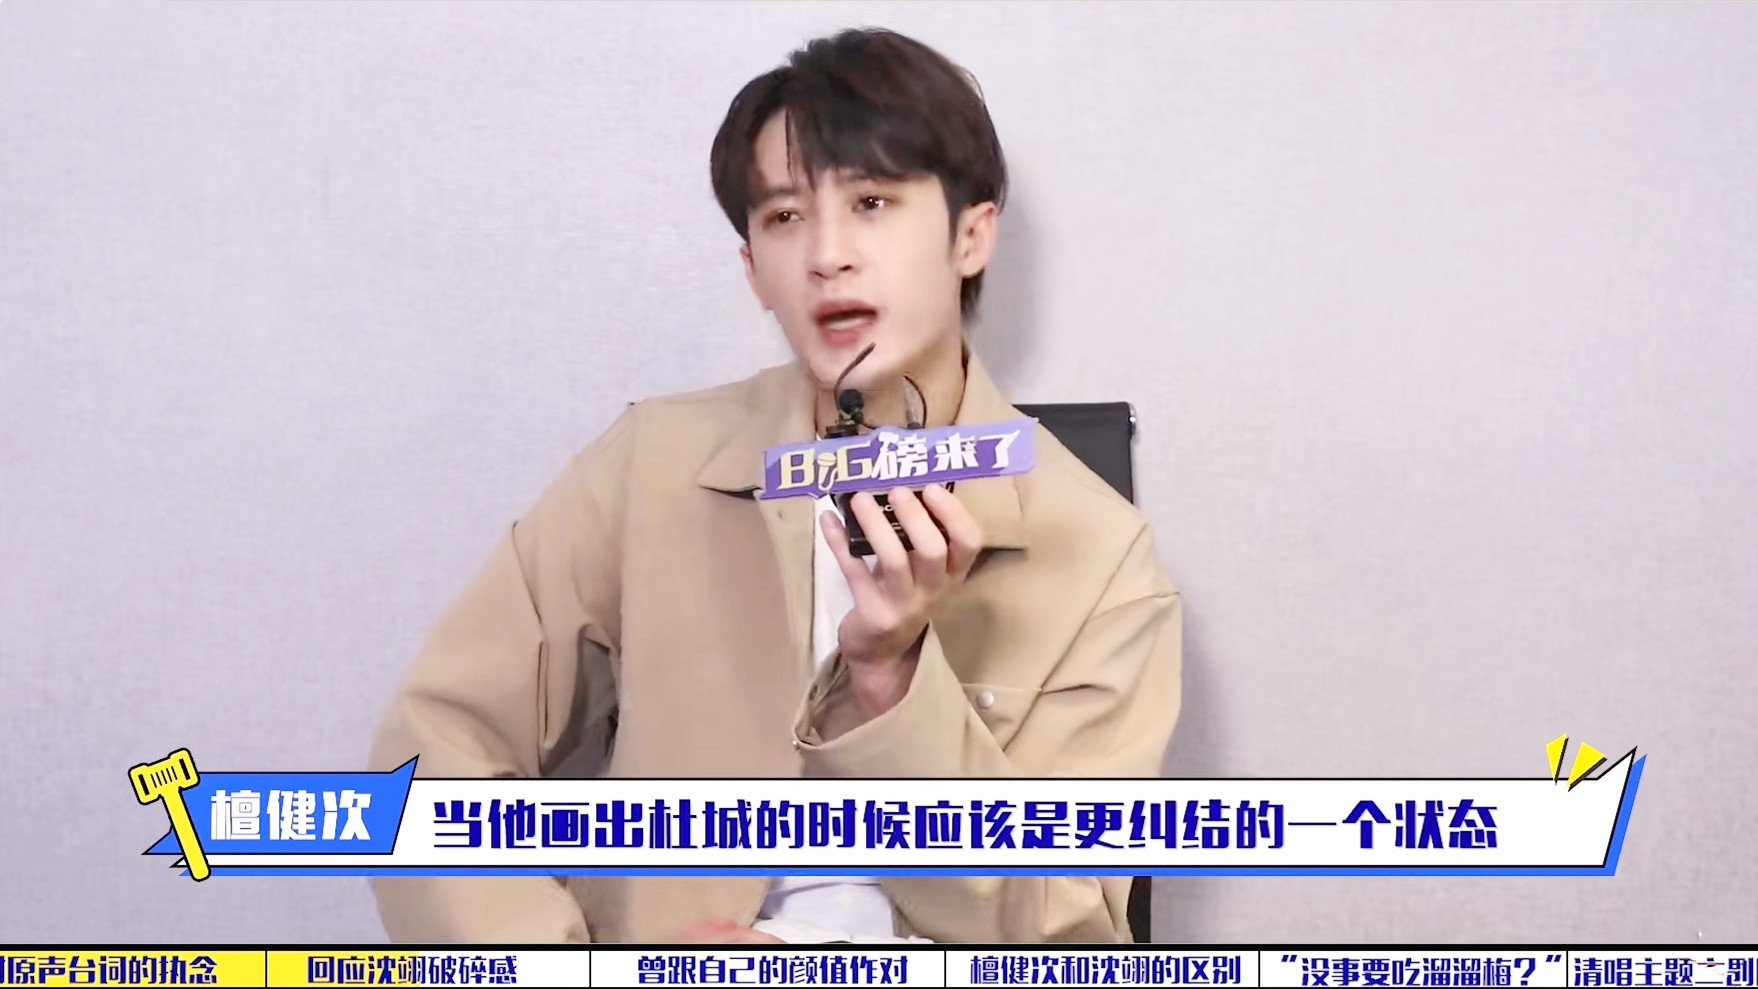 BiG磅来了
檀健次
当他画出杜城的时候应该是更纠结的一个状态
原声台词的执念
回应沈翊破碎感
曾跟自己的颜值作对
檀健次和沈翊的区别
“没事要吃溜溜梅？”
清唱主题